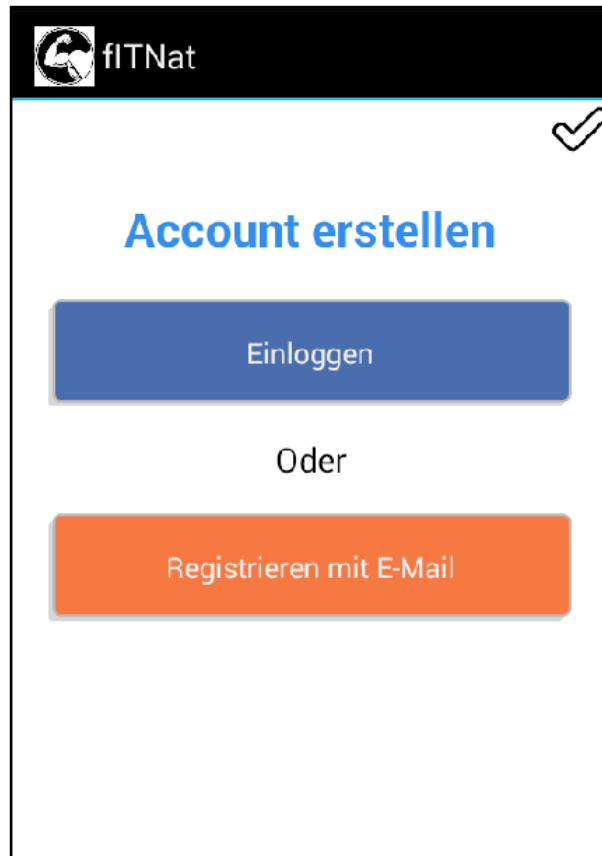 fITNat
Account erstellen
Einloggen
Oder
Registrieren mit E-Mail